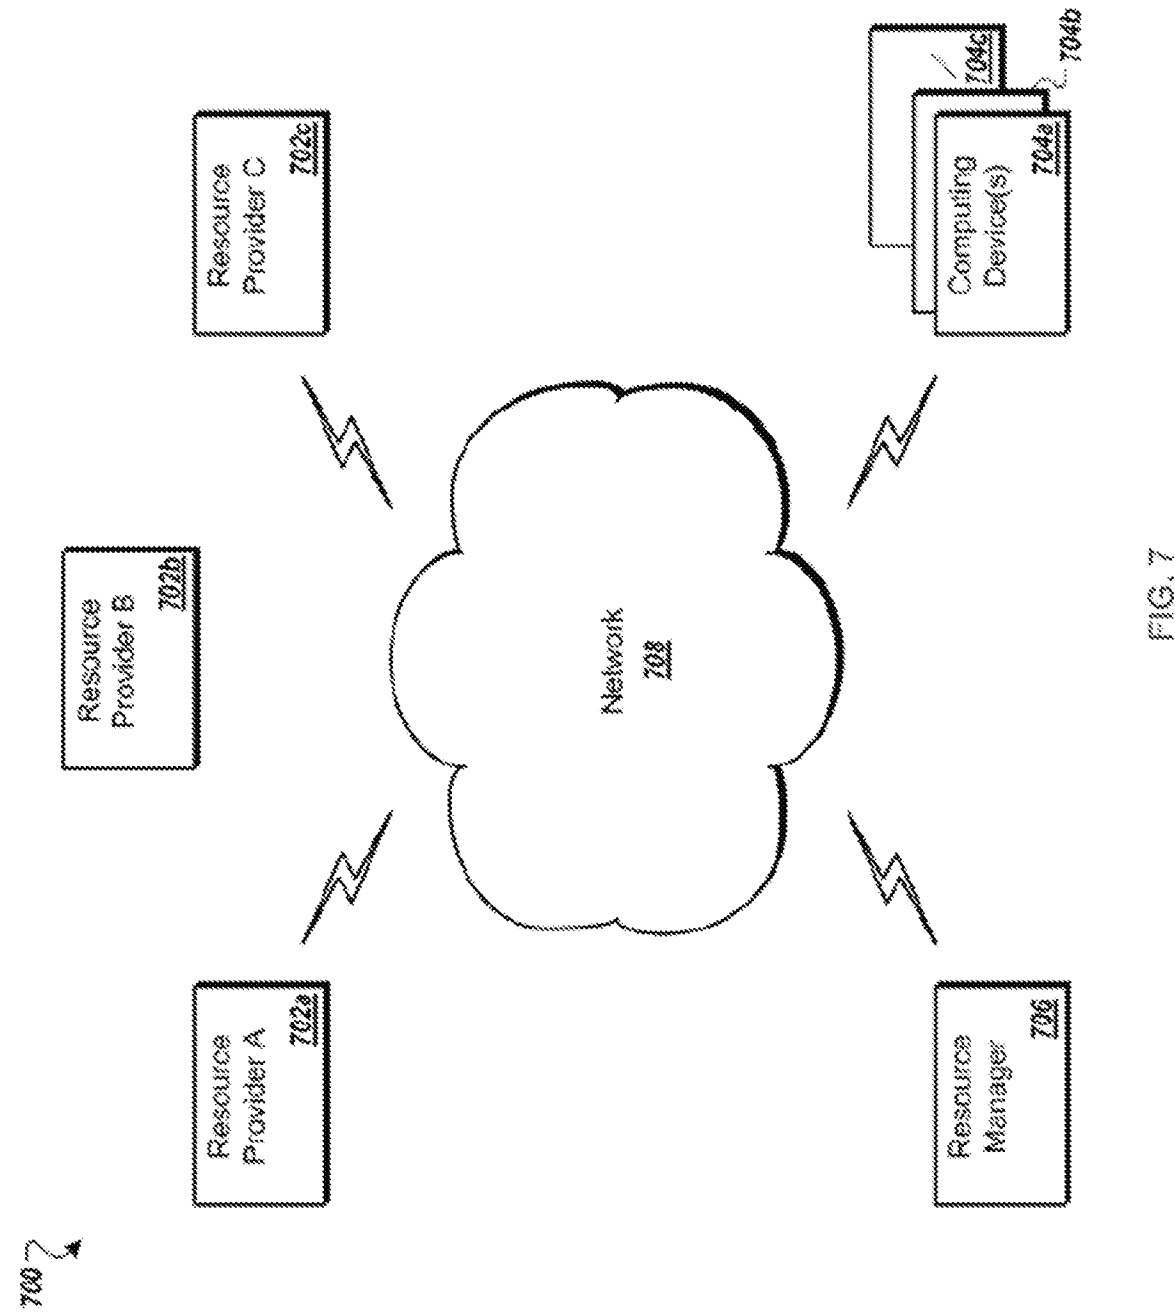 700
Resource
Provider A
702a
Resource
Provider B
702b
Resource
Provider C
702c
Network
708
Resource
Manager
706
Computing
Device(s)
704a
704b
704c
FIG. 7